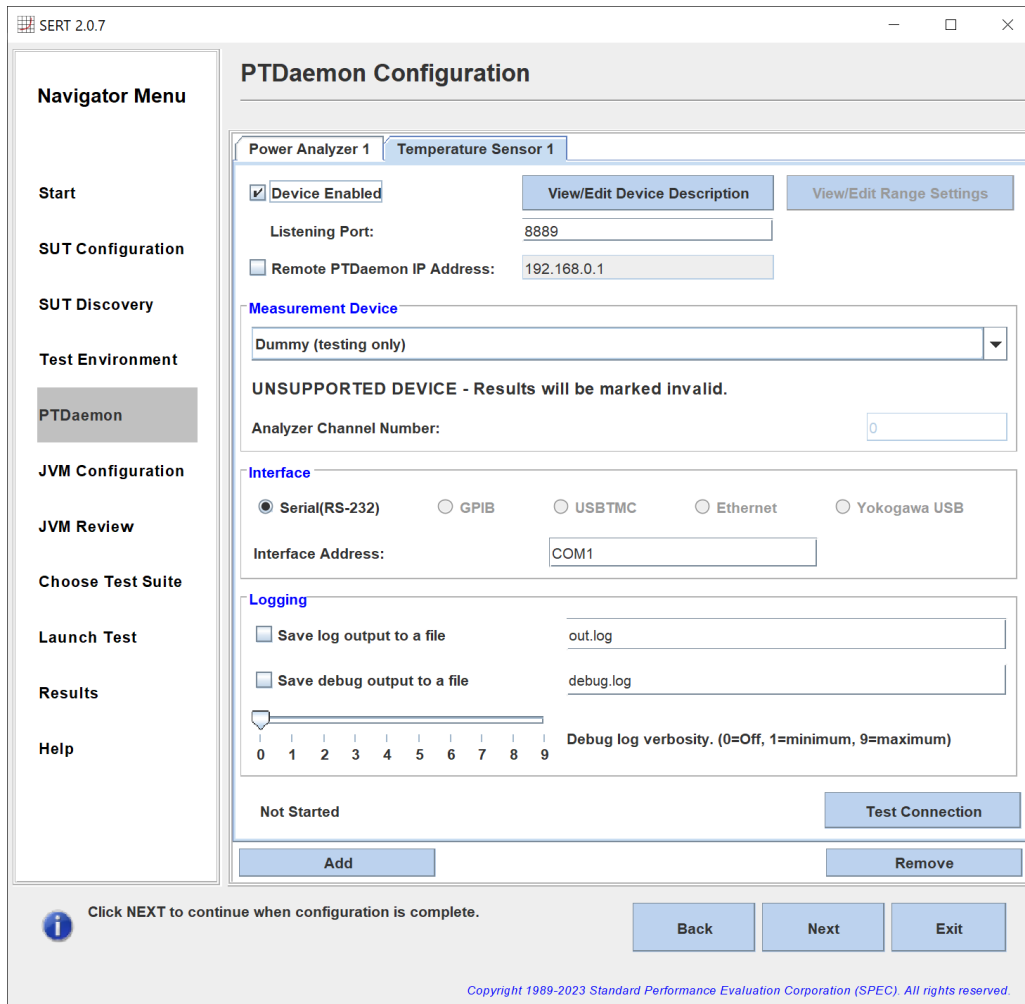 SERT 2.0.7
Navigator Menu
Start
SUT Configuration
SUT Discovery
Test Environment
PTDaemon
JVM Configuration
JVM Review
Choose Test Suite
Launch Test
Results
Help
PTDaemon Configuration
Power Analyzer 1 Temperature Sensor 1
Device Enabled View/Edit Device Description View/Edit Range Settings
Listening Port: 8889
Remote PTDaemon IP Address: 192.168.0.1
Measurement Device
Dummy (testing only)
UNSUPPORTED DEVICE - Results will be marked invalid.
Analyzer Channel Number: 0
Interface
Serial(RS-232) GPIB USBTMC Ethernet Yokogawa USB
Interface Address: COM1
Logging
Save log output to a file out.log
Save debug output to a file debug.log
0 1 2 3 4 5 6 7 8 9 Debug log verbosity. (0=Off, 1=minimum, 9=maximum)
Not Started Test Connection
Add Remove
Click NEXT to continue when configuration is complete.
Back Next Exit
Copyright 1989-2023 Standard Performance Evaluation Corporation (SPEC). All rights reserved.